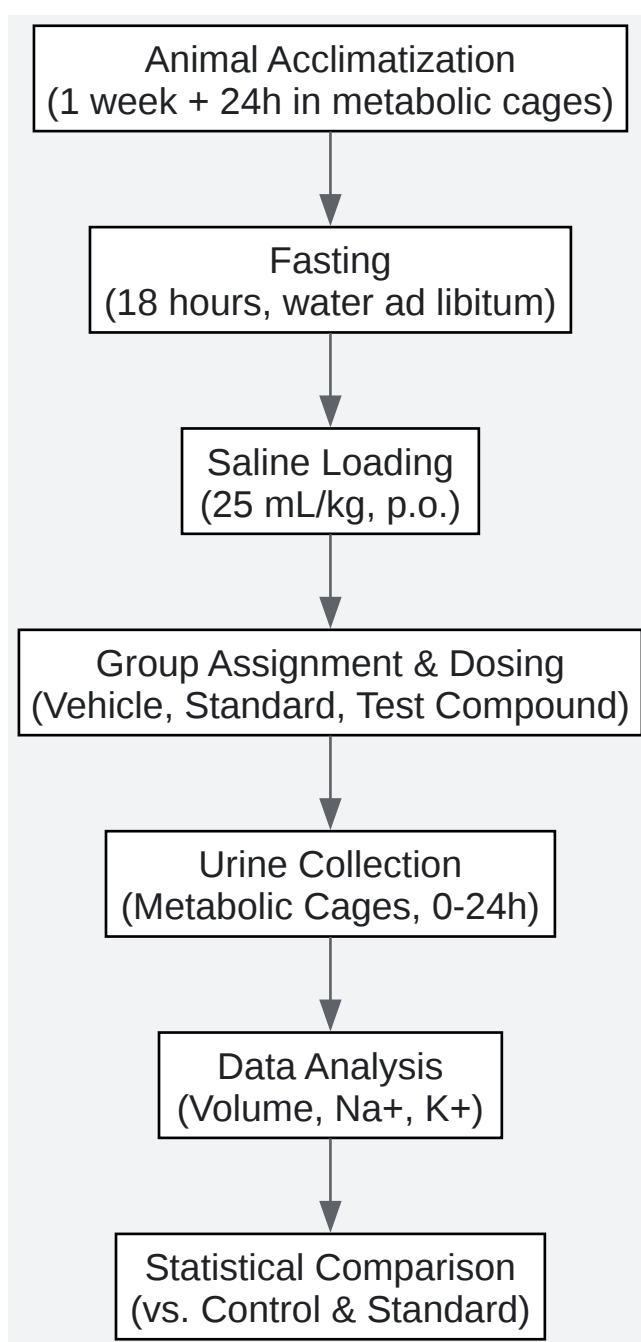 Animal Acclimatization
(1 week + 24h in metabolic cages)
Fasting
(18 hours, water ad libitum)
Saline Loading
(25 mL/kg, p.o.)
Group Assignment & Dosing
(Vehicle, Standard, Test Compound)
Urine Collection
(Metabolic Cages, 0-24h)
Data Analysis
(Volume, Na+, K+)
Statistical Comparison
(vs. Control & Standard)